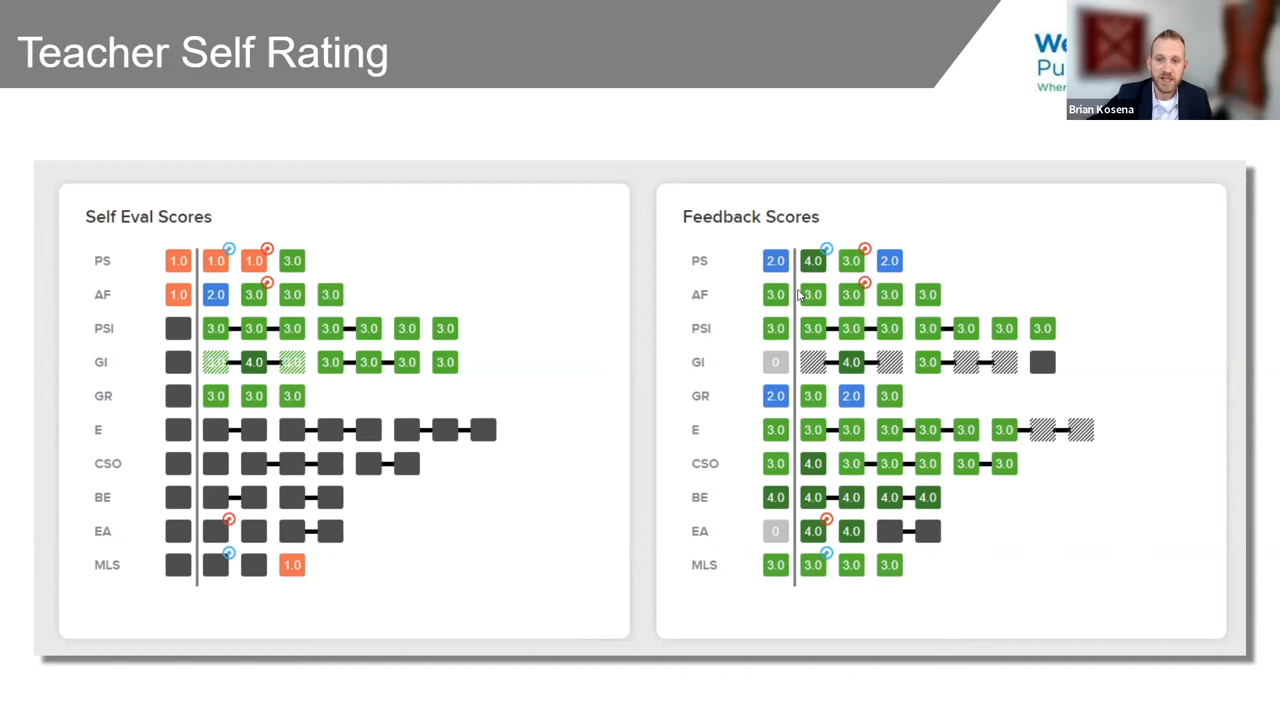 Teacher Self Rating
We
Pu
Wher
Brian Kosena
Self Eval Scores
PS 1.0 1.0 1.0 3.0
AF 1.0 2.0 3.0 3.0 3.0
PSI 3.0 3.0 3.0 3.0 3.0 3.0 3.0
GI 4.0 3.0 3.0 3.0 3.0
GR 3.0 3.0 3.0
E
CSO
BE
EA
MLS 1.0
Feedback Scores
PS 2.0 4.0 3.0 2.0
AF 3.0 3.0 3.0 3.0 3.0
PSI 3.0 3.0 3.0 3.0 3.0 3.0 3.0 3.0
GI 0 4.0 3.0
GR 2.0 3.0 2.0 3.0
E 3.0 3.0 3.0 3.0 3.0 3.0 3.0
CSO 3.0 4.0 3.0 3.0 3.0 3.0 3.0
BE 4.0 4.0 4.0 4.0 4.0
EA 0 4.0 4.0
MLS 3.0 3.0 3.0 3.0